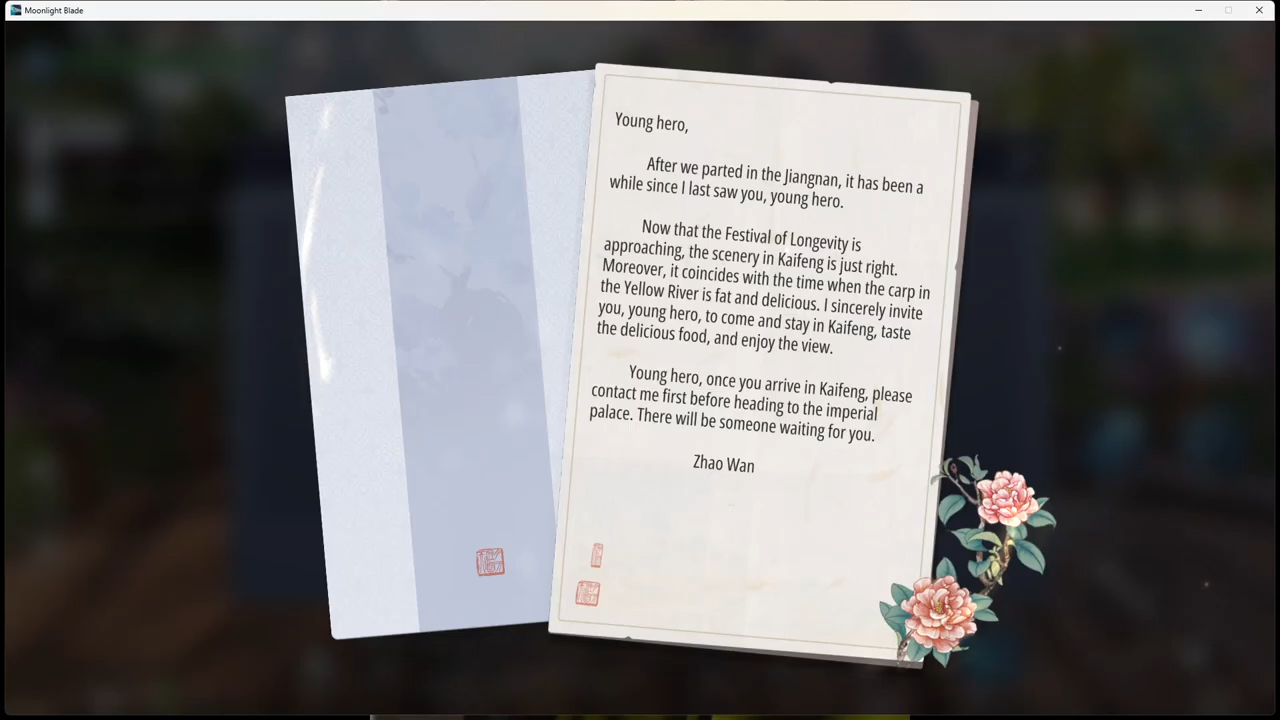 Moonlight Blade
Young hero,
After we parted in the Jiangnan, it has been a
while since I last saw you, young hero.
Now that the Festival of Longevity is
approaching, the scenery in Kaifeng is just right.
Moreover, it coincides with the time when the carp in
the Yellow River is fat and delicious. I sincerely invite
you, young hero, to come and stay in Kaifeng, taste
the delicious food, and enjoy the view.
Young hero, once you arrive in Kaifeng, please
contact me first before heading to the imperial
palace. There will be someone waiting for you.
Zhao Wan